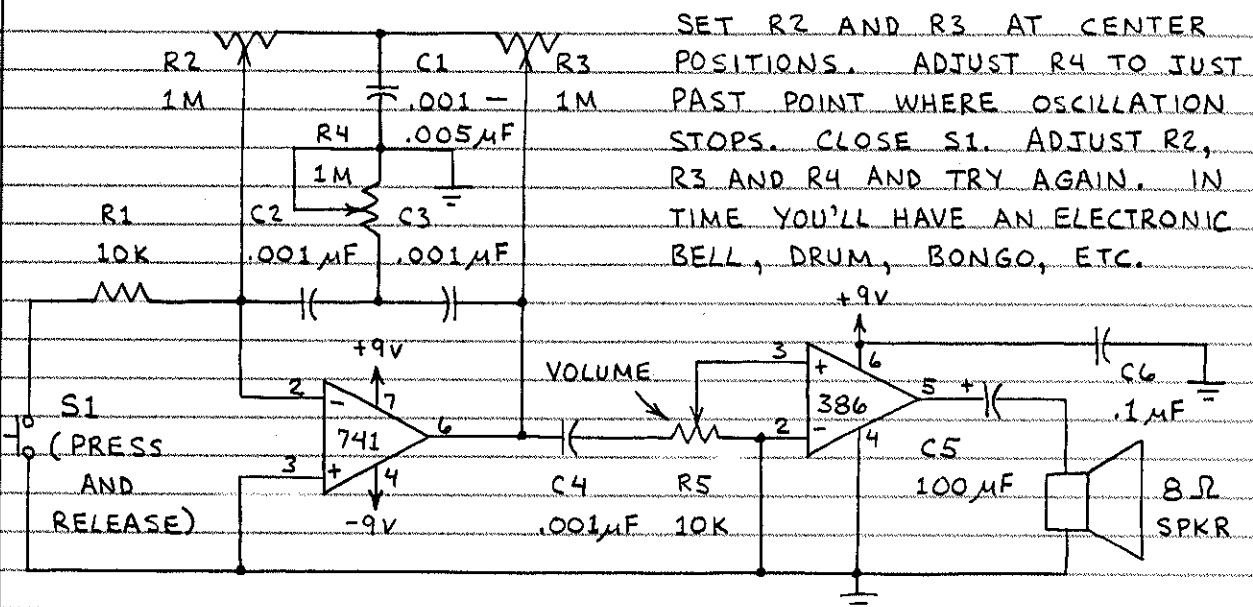 SET R2 AND R3 AT CENTER
POSITIONS. ADJUST R4 TO JUST
PAST POINT WHERE OSCILLATION
STOPS. CLOSE S1. ADJUST R2,
R3 AND R4 AND TRY AGAIN. IN
TIME YOU'LL HAVE AN ELECTRONIC
BELL, DRUM, BONGO, ETC.
R2
1M
C1
.001 –
.005µF
R3
1M
R4
1M
R1
10K
C2
.001µF
C3
.001µF
S1
(PRESS
AND
RELEASE)
+9V
2
-
7
741
6
3
+
4
-9V
VOLUME
C4
.001µF
R5
10K
+9V
3
+
6
386
5
+
2
-
4
C5
100µF
C6
.1µF
8Ω
SPKR